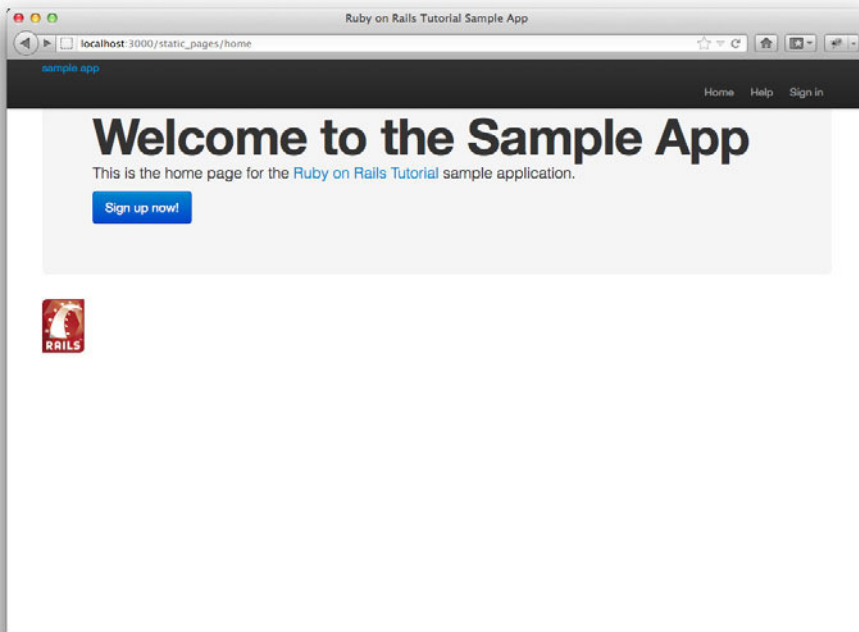 Ruby on Rails Tutorial Sample App
localhost:3000/static_pages/home
sample app
Home Help Sign in
Welcome to the Sample App
This is the home page for the Ruby on Rails Tutorial sample application.
Sign up now!
RAILS